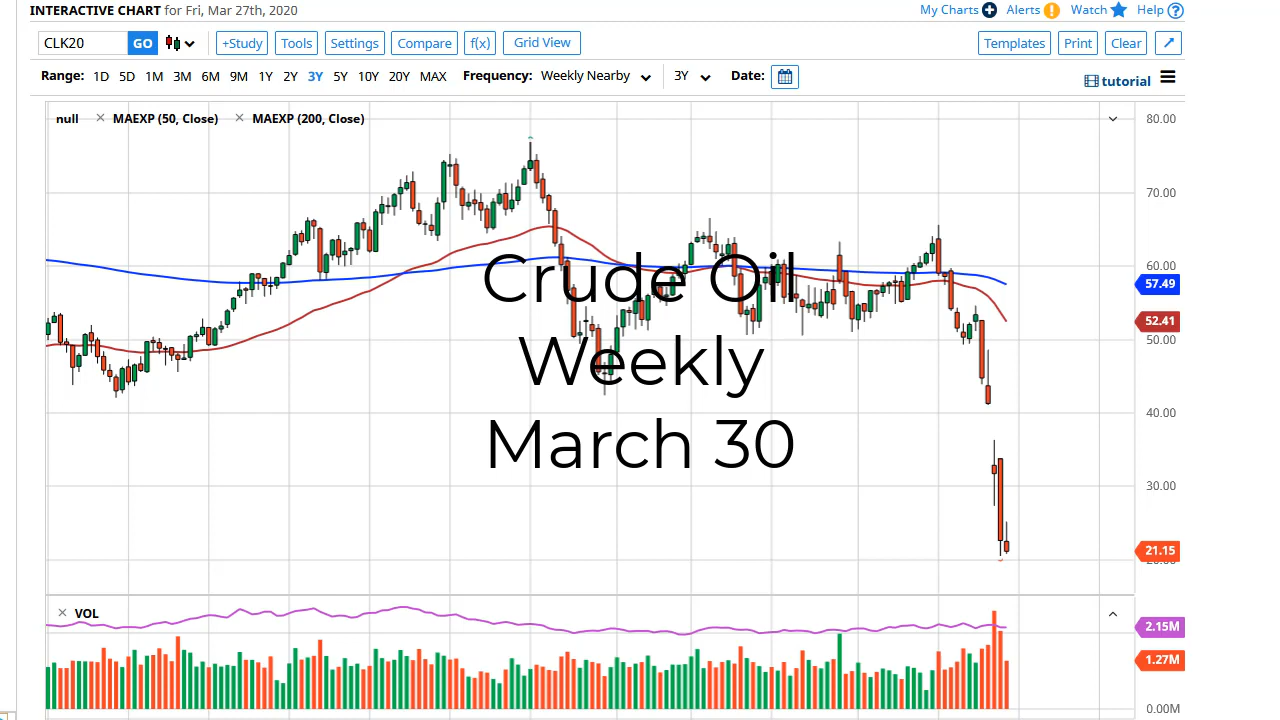 INTERACTIVE CHART for Fri, Mar 27th, 2020
My Charts Alerts Watch Help
CLK20 GO +Study Tools Settings Compare f(x) Grid View Templates Print Clear
Range: 1D 5D 1M 3M 6M 9M 1Y 2Y 3Y 5Y 10Y 20Y MAX Frequency: Weekly Nearby 3Y Date:
tutorial
null MAEXP (50, Close) MAEXP (200, Close)
80.00
70.00
60.00
57.49
52.41
50.00
40.00
30.00
21.15
20.00
Crude Oil
Weekly
March 30
VOL
2.15M
1.27M
0.00M